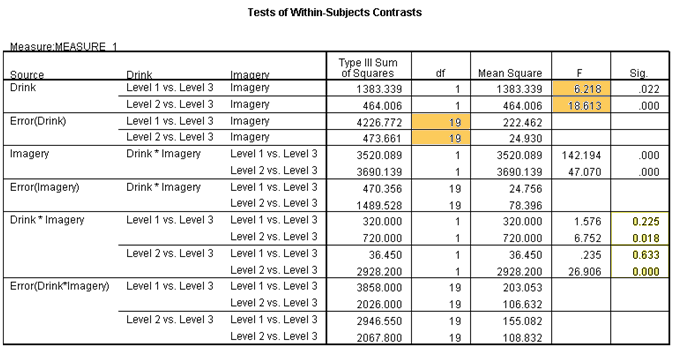 Tests of Within-Subjects Contrasts
Measure:MEASURE_1
Source Drink Imagery Type III Sum of Squares df Mean Square F Sig.
Drink Level 1 vs. Level 3 Imagery 1383.339 1 1383.339 6.218 .022
Level 2 vs. Level 3 Imagery 464.006 1 464.006 18.613 .000
Error(Drink) Level 1 vs. Level 3 Imagery 4226.772 19 222.462
Level 2 vs. Level 3 Imagery 473.661 19 24.930
Imagery Drink * Imagery Level 1 vs. Level 3 3520.089 1 3520.089 142.194 .000
Level 2 vs. Level 3 3690.139 1 3690.139 47.070 .000
Error(Imagery) Drink * Imagery Level 1 vs. Level 3 470.356 19 24.756
Level 2 vs. Level 3 1489.528 19 78.396
Drink * Imagery Level 1 vs. Level 3 Level 1 vs. Level 3 320.000 1 320.000 1.576 0.225
Level 2 vs. Level 3 720.000 1 720.000 6.752 0.018
Level 2 vs. Level 3 Level 1 vs. Level 3 36.450 1 36.450 .235 0.633
Level 2 vs. Level 3 2928.200 1 2928.200 26.906 0.000
Error(Drink*Imagery) Level 1 vs. Level 3 Level 1 vs. Level 3 3858.000 19 203.053
Level 2 vs. Level 3 2026.000 19 106.632
Level 2 vs. Level 3 Level 1 vs. Level 3 2946.550 19 155.082
Level 2 vs. Level 3 2067.800 19 108.832